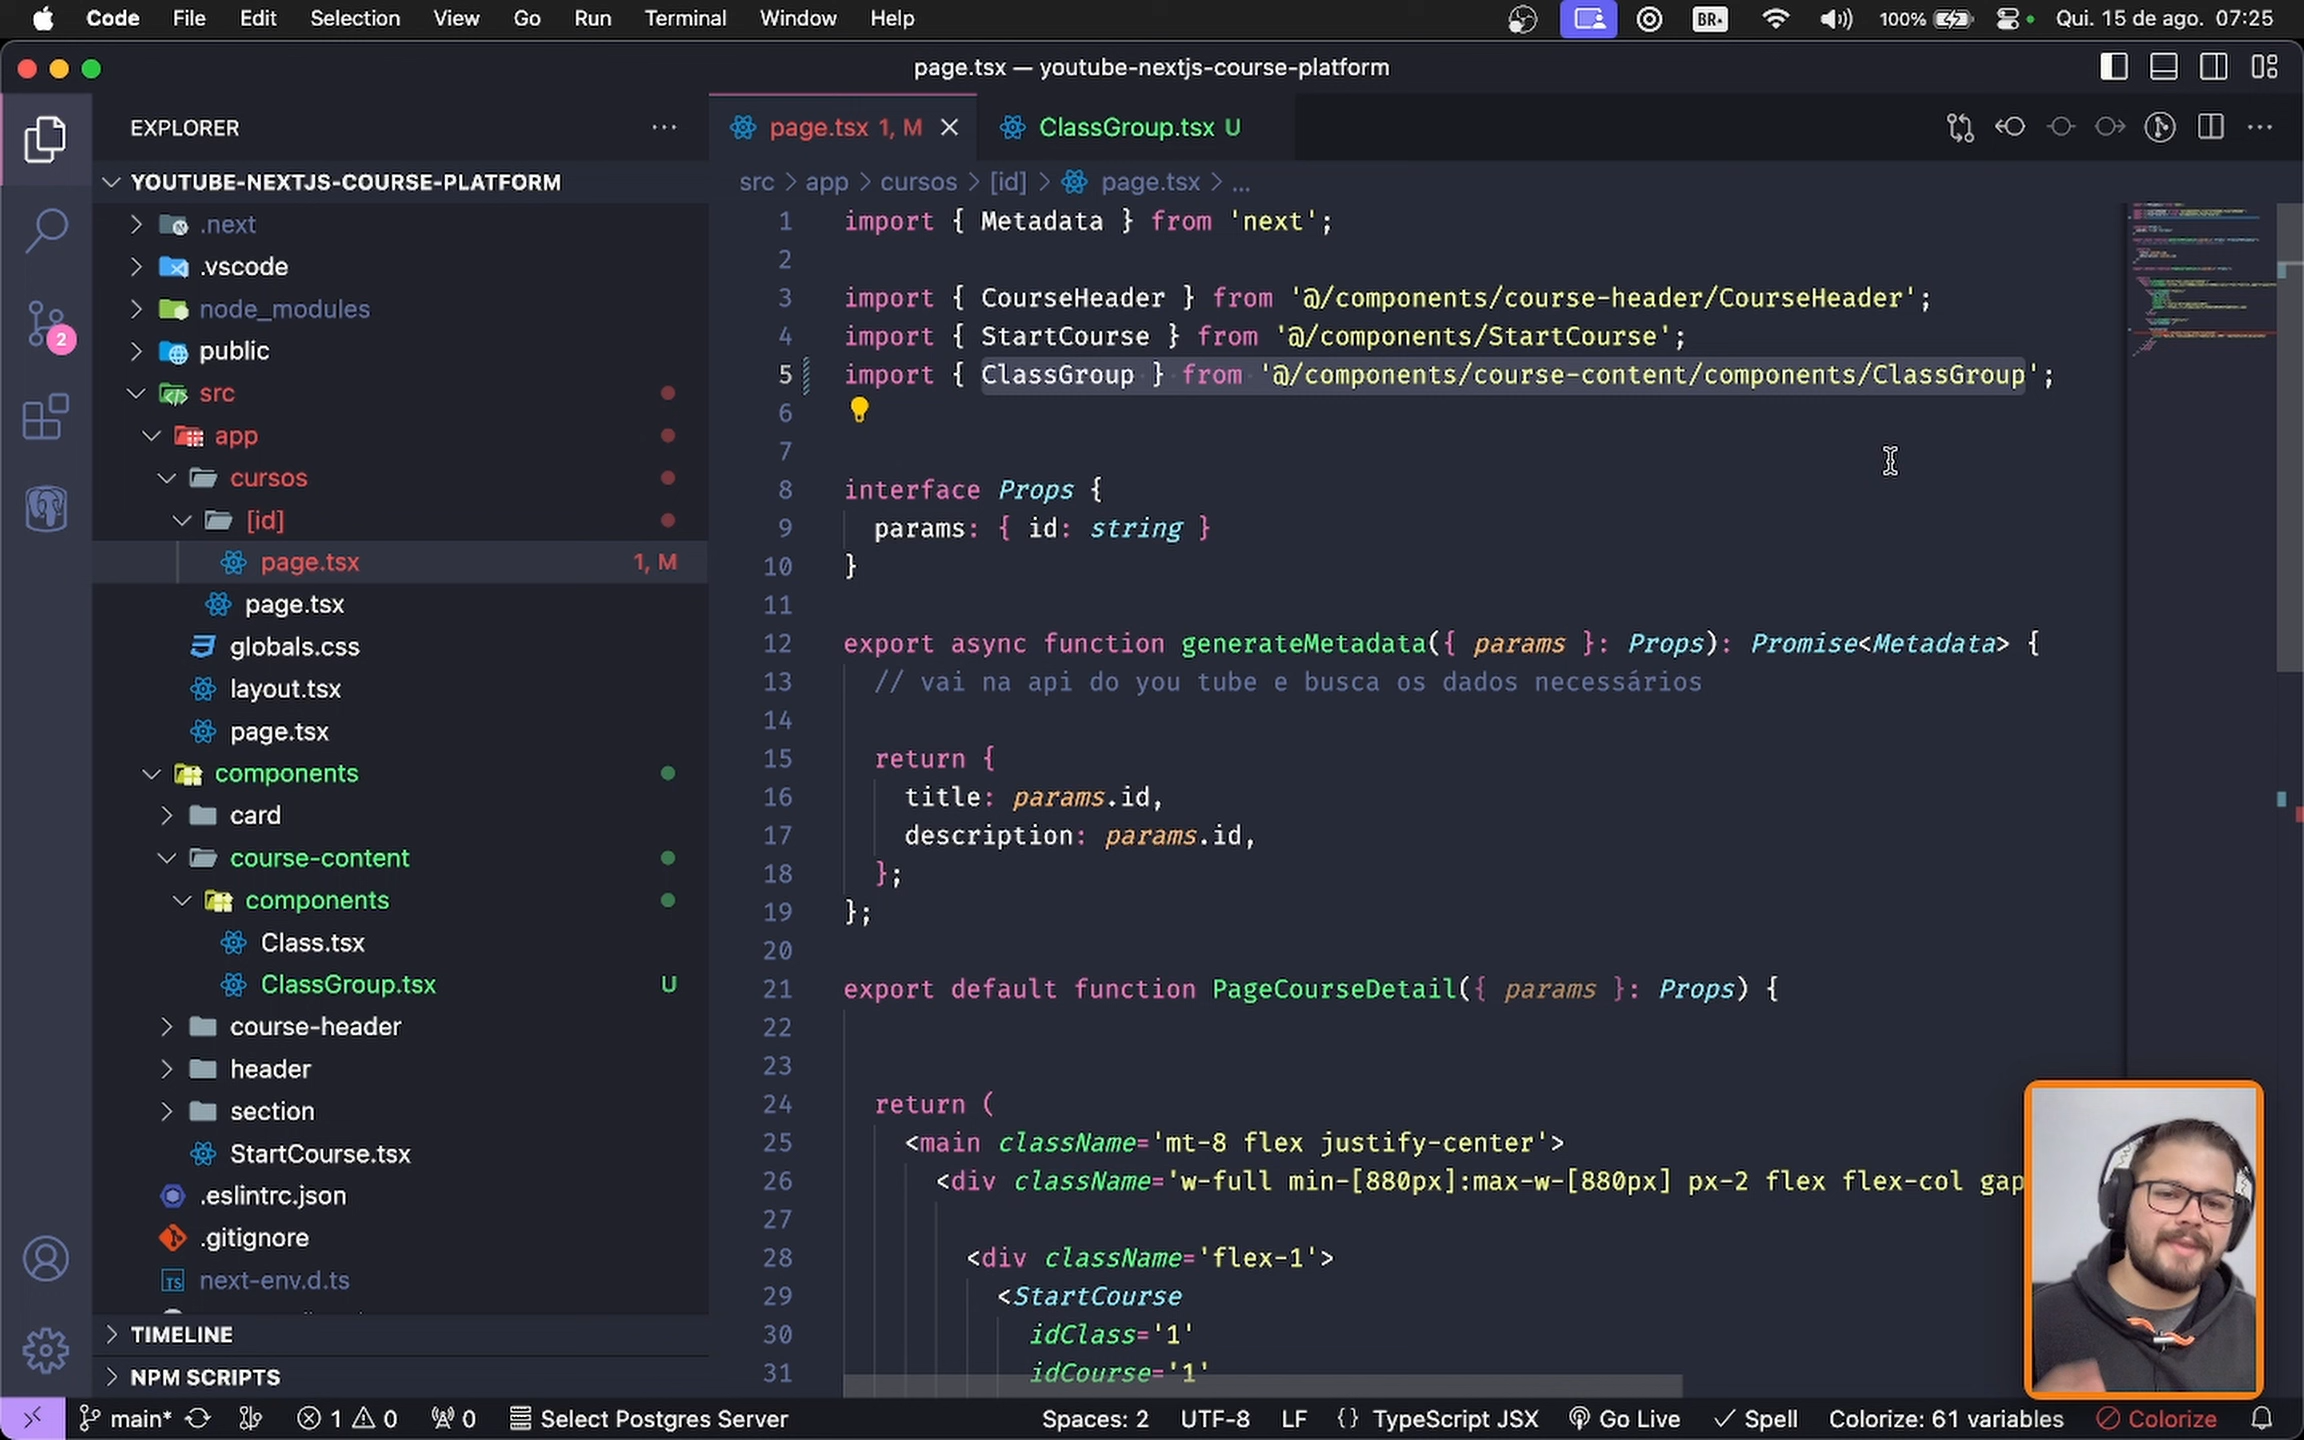 Code File Edit Selection View Go Run Terminal Window Help BR 100% Qui. 15 de ago. 07:25
page.tsx — youtube-nextjs-course-platform
EXPLORER
YOUTUBE-NEXTJS-COURSE-PLATFORM
.next
.vscode
node_modules
public
src
app
cursos
[id]
page.tsx 1, M
page.tsx
globals.css
layout.tsx
page.tsx
components
card
course-content
components
Class.tsx
ClassGroup.tsx U
course-header
header
section
StartCourse.tsx
.eslintrc.json
.gitignore
next-env.d.ts
TIMELINE
NPM SCRIPTS
2
page.tsx 1, M ClassGroup.tsx U
src > app > cursos > [id] > page.tsx > ...
1 import { Metadata } from 'next';
2
3 import { CourseHeader } from '@/components/course-header/CourseHeader';
4 import { StartCourse } from '@/components/StartCourse';
5 import { ClassGroup } from '@/components/course-content/components/ClassGroup';
6
7
8 interface Props {
9 params: { id: string }
10 }
11
12 export async function generateMetadata({ params }: Props): Promise<Metadata> {
13 // vai na api do you tube e busca os dados necessários
14
15 return {
16 title: params.id,
17 description: params.id,
18 };
19 };
20
21 export default function PageCourseDetail({ params }: Props) {
22
23
24 return (
25 <main className='mt-8 flex justify-center'>
26 <div className='w-full min-[880px]:max-w-[880px] px-2 flex flex-col gap
27
28 <div className='flex-1'>
29 <StartCourse
30 idClass='1'
31 idCourse='1'
main* 1 0 0 Select Postgres Server Spaces: 2 UTF-8 LF {} TypeScript JSX Go Live Spell Colorize: 61 variables Colorize